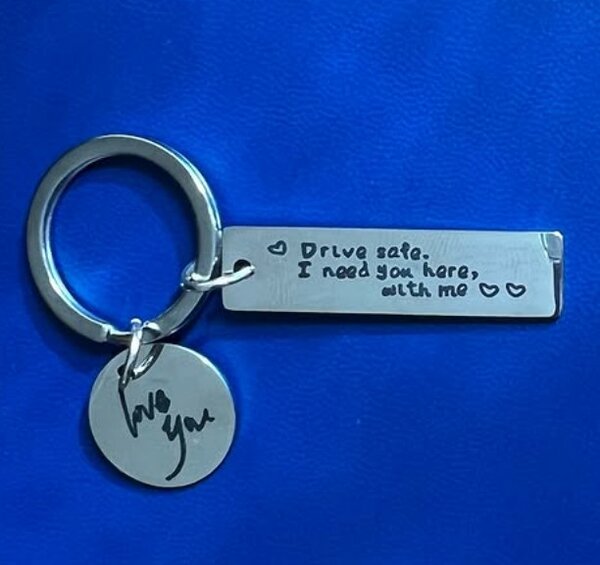 ♡ Drive safe.
I need you here,
with me ♡ ♡
love
you